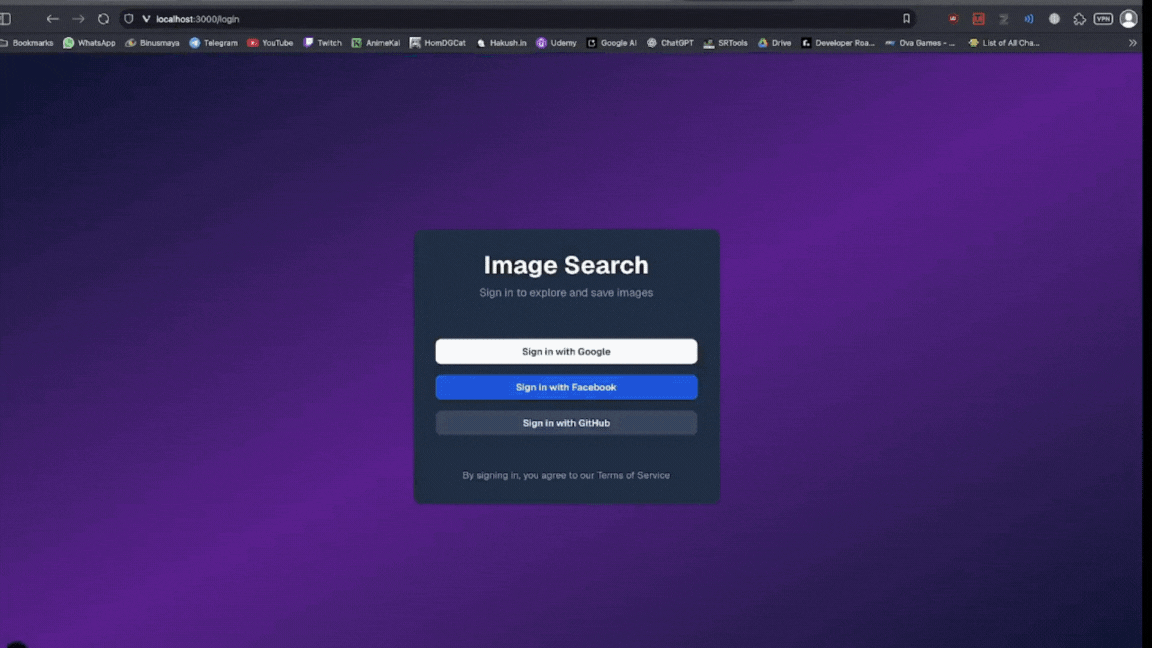 localhost:3000/login
VPN
Bookmarks WhatsApp Binusmaya Telegram YouTube Twitch AnimeKai HomDGCat Hakush.in Udemy Google AI ChatGPT SRTools Drive Developer Roa... Ova Games - ... List of All Cha...
Image Search
Sign in to explore and save images
Sign in with Google
Sign in with Facebook
Sign in with GitHub
By signing in, you agree to our Terms of Service